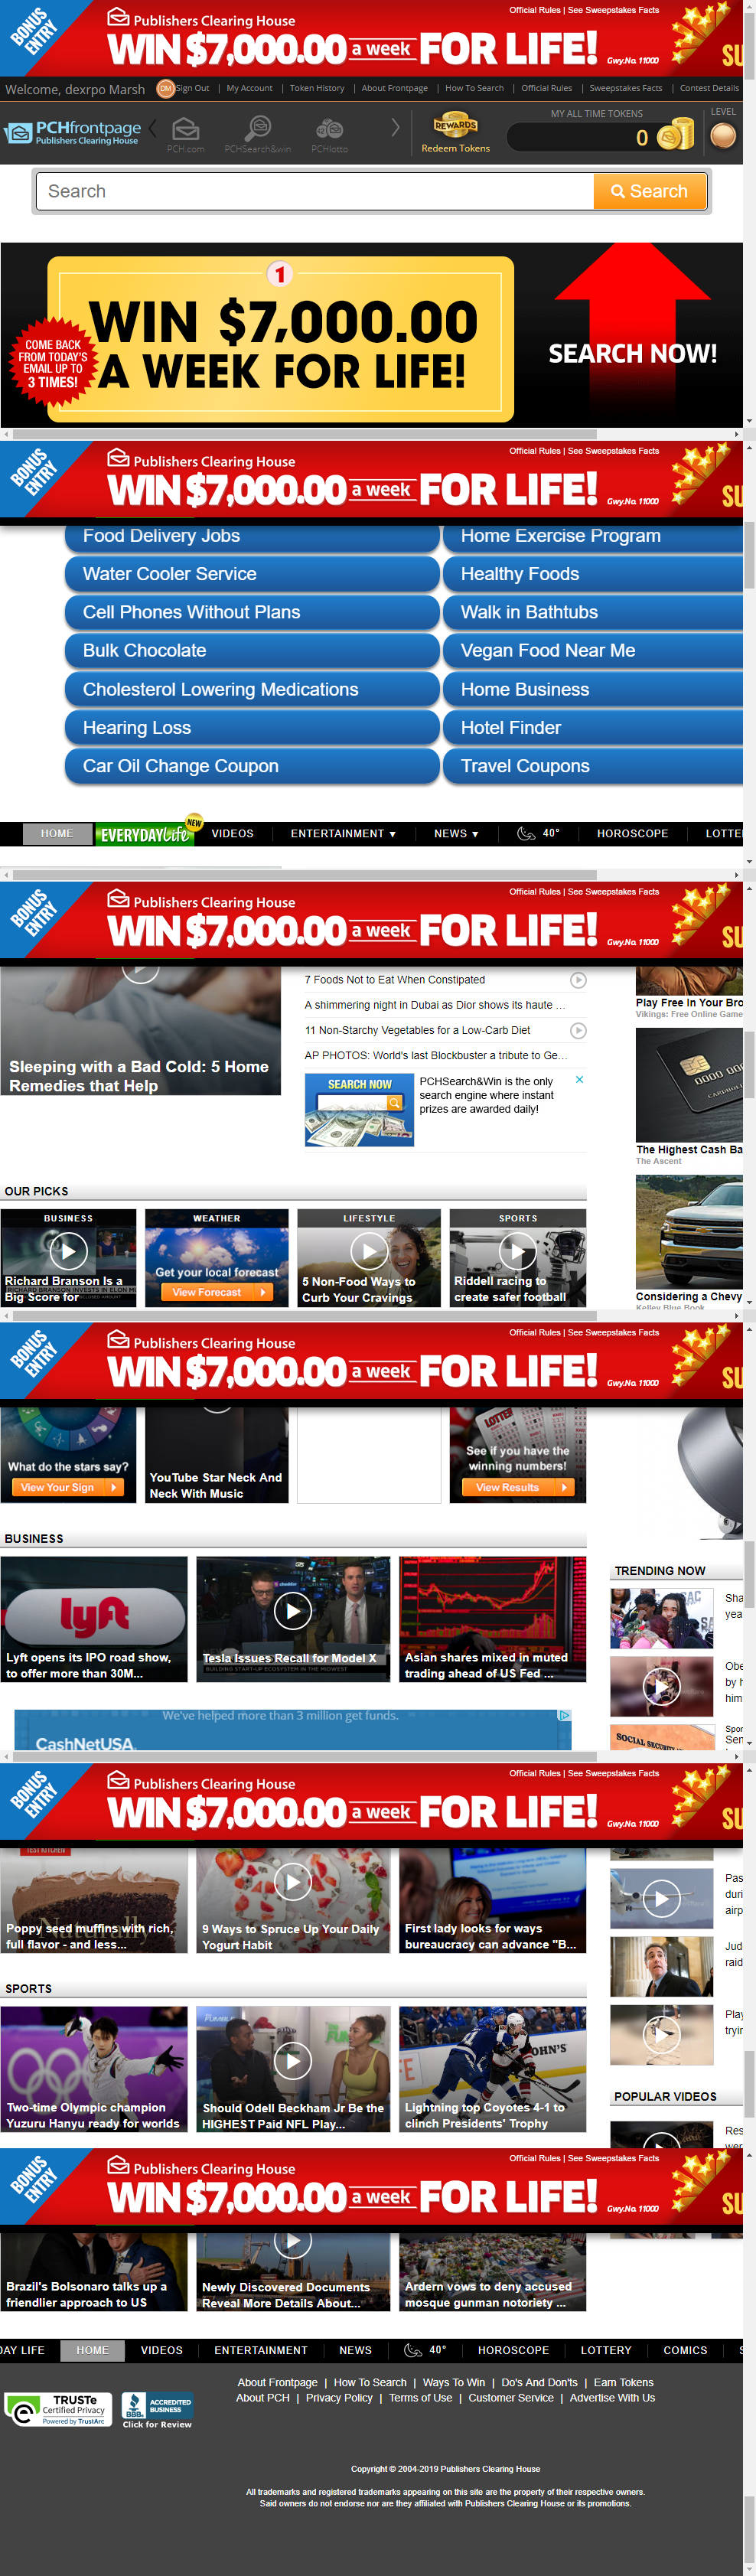 BONUS ENTRY
Publishers Clearing House
Official Rules | See Sweepstakes Facts
WIN $7,000.00 a week FOR LIFE!
Gwy.No. 11000
SU
Welcome, dexrpo Marsh
DM
Sign Out
My Account
Token History
About Frontpage
How To Search
Official Rules
Sweepstakes Facts
Contest Details
PCHfrontpage
Publishers Clearing House
PCH.com
PCHSearch&win
PCHlotto
REWARDS
Redeem Tokens
MY ALL TIME TOKENS
0
LEVEL
Search
Search
1
WIN $7,000.00
A WEEK FOR LIFE!
COME BACK
FROM TODAY'S
EMAIL UP TO
3 TIMES!
SEARCH NOW!
BONUS ENTRY
Publishers Clearing House
Official Rules | See Sweepstakes Facts
WIN $7,000.00 a week FOR LIFE!
Gwy.No. 11000
SU
Food Delivery Jobs
Home Exercise Program
Water Cooler Service
Healthy Foods
Cell Phones Without Plans
Walk in Bathtubs
Bulk Chocolate
Vegan Food Near Me
Cholesterol Lowering Medications
Home Business
Hearing Loss
Hotel Finder
Car Oil Change Coupon
Travel Coupons
HOME
EVERYDAY life
NEW
VIDEOS
ENTERTAINMENT
NEWS
40°
HOROSCOPE
LOTTE
BONUS ENTRY
Publishers Clearing House
Official Rules | See Sweepstakes Facts
WIN $7,000.00 a week FOR LIFE!
Gwy.No. 11000
SU
Sleeping with a Bad Cold: 5 Home
Remedies that Help
7 Foods Not to Eat When Constipated
A shimmering night in Dubai as Dior shows its haute ...
11 Non-Starchy Vegetables for a Low-Carb Diet
AP PHOTOS: World's last Blockbuster a tribute to Ge...
SEARCH NOW
PCHSearch&Win is the only
search engine where instant
prizes are awarded daily!
Play Free In Your Bro
Vikings: Free Online Game
The Highest Cash Ba
The Ascent
Considering a Chevy
Kelley Blue Book
OUR PICKS
BUSINESS
Richard Branson Is a
Big Score for
WEATHER
Get your local forecast
View Forecast
LIFESTYLE
5 Non-Food Ways to
Curb Your Cravings
SPORTS
Riddell racing to
create safer football
BONUS ENTRY
Publishers Clearing House
Official Rules | See Sweepstakes Facts
WIN $7,000.00 a week FOR LIFE!
Gwy.No. 11000
SU
What do the stars say?
View Your Sign
YouTube Star Neck And
Neck With Music
LOTTER
See if you have the
winning numbers!
View Results
BUSINESS
lyft
Lyft opens its IPO road show,
to offer more than 30M...
Tesla Issues Recall for Model X
BUILDING START-UP ECOSYSTEM IN THE MIDWEST
Asian shares mixed in muted
trading ahead of US Fed ...
TRENDING NOW
Sha
yea
Obe
by h
him
SOCIAL SECURITY
Spor
Sen
We've helped more than 3 million get funds.
CashNetUSA.
BONUS ENTRY
Publishers Clearing House
Official Rules | See Sweepstakes Facts
WIN $7,000.00 a week FOR LIFE!
Gwy.No. 11000
SU
TEST KITCHEN
Naturally
Poppy seed muffins with rich,
full flavor - and less...
9 Ways to Spruce Up Your Daily
Yogurt Habit
First lady looks for ways
bureaucracy can advance "B...
Pas
duri
airp
Jud
raid
Play
tryin
SPORTS
Two-time Olympic champion
Yuzuru Hanyu ready for worlds
Should Odell Beckham Jr Be the
HIGHEST Paid NFL Play...
Lightning top Coyotes 4-1 to
clinch Presidents' Trophy
POPULAR VIDEOS
Res
wer
BONUS ENTRY
Publishers Clearing House
Official Rules | See Sweepstakes Facts
WIN $7,000.00 a week FOR LIFE!
Gwy.No. 11000
SU
Brazil's Bolsonaro talks up a
friendlier approach to US
Newly Discovered Documents
Reveal More Details About...
Ardern vows to deny accused
mosque gunman notoriety ...
DAY LIFE
HOME
VIDEOS
ENTERTAINMENT
NEWS
40°
HOROSCOPE
LOTTERY
COMICS
S
About Frontpage | How To Search | Ways To Win | Do's And Don'ts | Earn Tokens
About PCH | Privacy Policy | Terms of Use | Customer Service | Advertise With Us
TRUSTe
Certified Privacy
Powered by TrustArc
BBB.
ACCREDITED
BUSINESS
Click for Review
Copyright © 2004-2019 Publishers Clearing House
All trademarks and registered trademarks appearing on this site are the property of their respective owners.
Said owners do not endorse nor are they affiliated with Publishers Clearing House or its promotions.